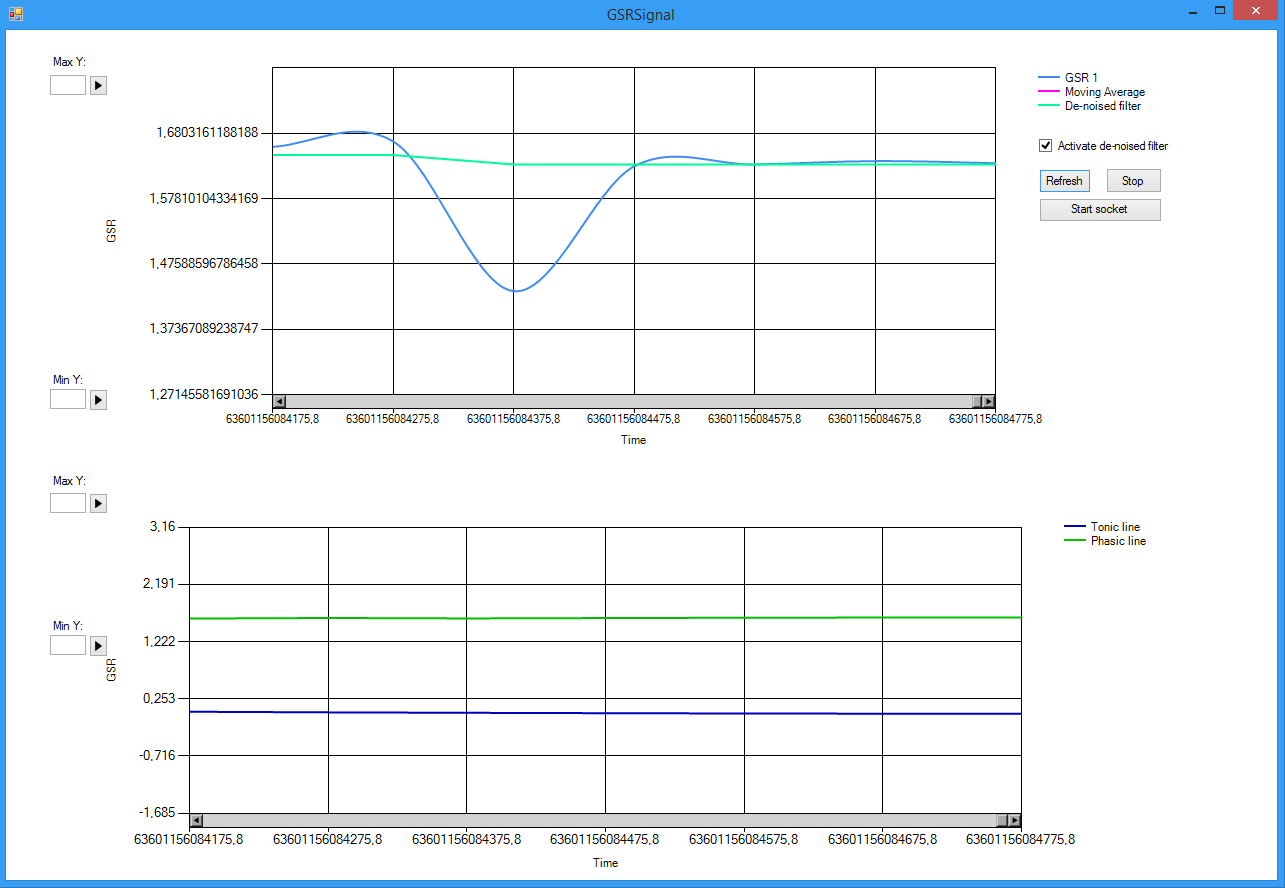 GSRSignal
Max Y:
GSR 1
Moving Average
De-noised filter
1,6803161188188
Activate de-noised filter
Refresh Stop
1,57810104334169
Start socket
GSR
1,47588596786458
1,37367089238747
Min Y:
1,27145581691036
63601156084175,8 63601156084275,8 63601156084375,8 63601156084475,8 63601156084575,8 63601156084675,8 63601156084775,8
Time
Max Y:
3,16
Tonic line
Phasic line
2,191
Min Y:
1,222
GSR
0,253
-0,716
-1,685
63601156084175,8 63601156084275,8 63601156084375,8 63601156084475,8 63601156084575,8 63601156084675,8 63601156084775,8
Time